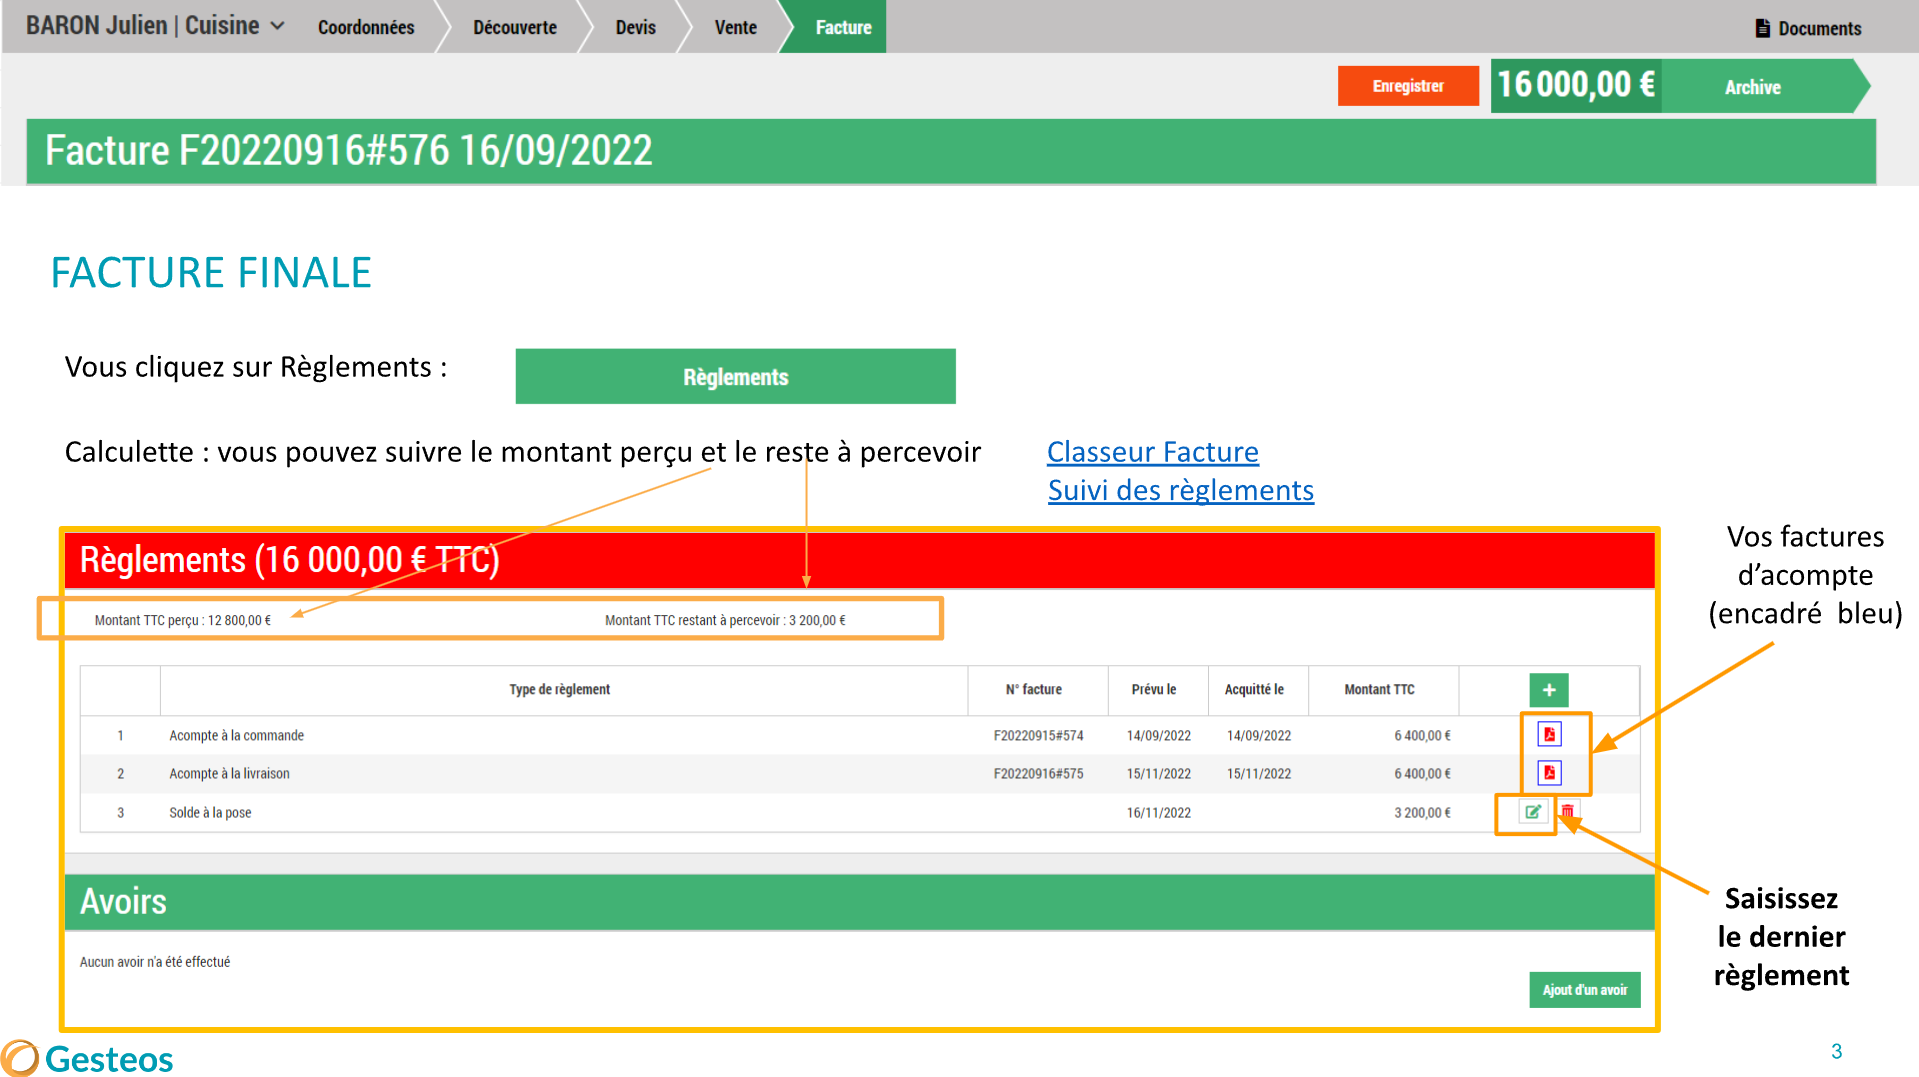 BARON Julien | Cuisine
Coordonnées
Découverte
Devis
Vente
Facture
Documents
Enregistrer
16 000,00 €
Archive
Facture F20220916#576 16/09/2022
FACTURE FINALE
Vous cliquez sur Règlements :
Règlements
Calculette : vous pouvez suivre le montant perçu et le reste à percevoir
Classeur Facture
Suivi des règlements
Vos factures
d’acompte
(encadré bleu)
Règlements (16 000,00 € TTC)
Montant TTC perçu : 12 800,00 €
Montant TTC restant à percevoir : 3 200,00 €
Type de règlement N° facture Prévu le Acquitté le Montant TTC +
1 Acompte à la commande F20220915#574 14/09/2022 14/09/2022 6 400,00 €
2 Acompte à la livraison F20220916#575 15/11/2022 15/11/2022 6 400,00 €
3 Solde à la pose 16/11/2022 3 200,00 €
Avoirs
Aucun avoir n'a été effectué
Ajout d'un avoir
Saisissez
le dernier
règlement
Gesteos
3